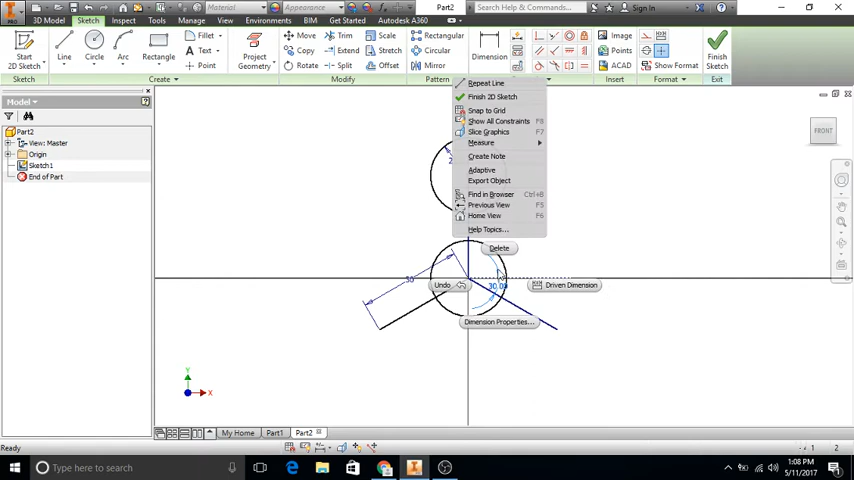 PRO
Material
Appearance
Part2
Search Help & Commands...
Sign In
3D Model
Sketch
Inspect
Tools
Manage
View
Environments
BIM
Get Started
Autodesk A360
Start
2D Sketch
Line
Circle
Arc
Rectangle
Fillet
Text
Point
Project
Geometry
Move
Copy
Rotate
Trim
Extend
Split
Scale
Stretch
Offset
Rectangular
Circular
Mirror
Dimension
Image
Points
ACAD
Show Format
Finish
Sketch
Sketch
Create
Modify
Pattern
Insert
Format
Exit
Model
Part2
View: Master
Origin
Sketch1
End of Part
Repeat Line
Finish 2D Sketch
Snap to Grid
Show All Constraints F8
Slice Graphics F7
Measure
Create Note
Adaptive
Export Object
Find in Browser Ctrl+B
Previous View F5
Home View F6
Help Topics...
Delete
Undo
Driven Dimension
Dimension Properties...
2
50
30.00
FRONT
Y
X
My Home
Part1
Part2
Ready
1
2
Type here to search
1:08 PM
5/11/2017